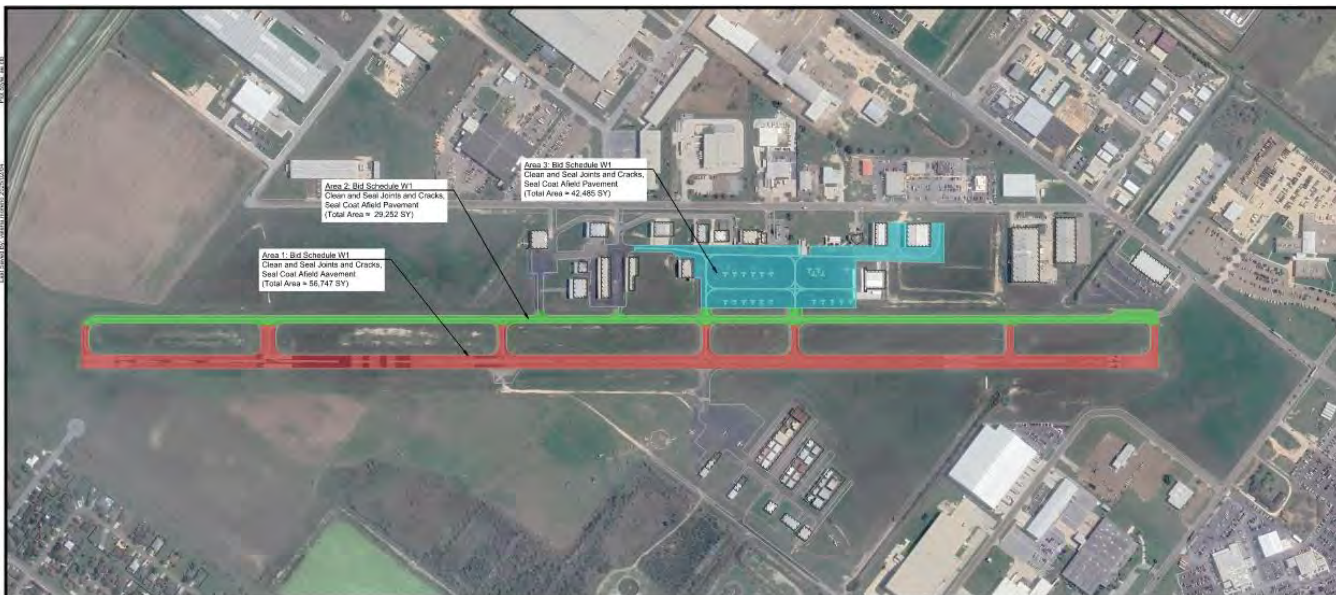 Area 3: Bid Schedule W1
Clean and Seal Joints and Cracks,
Seal Coat Afield Pavement
(Total Area = 42,485 SY)
Area 2: Bid Schedule W1
Clean and Seal Joints and Cracks,
Seal Coat Afield Pavement
(Total Area = 29,252 SY)
Area 1: Bid Schedule W1
Clean and Seal Joints and Cracks,
Seal Coat Afield Aavement
(Total Area = 56,747 SY)